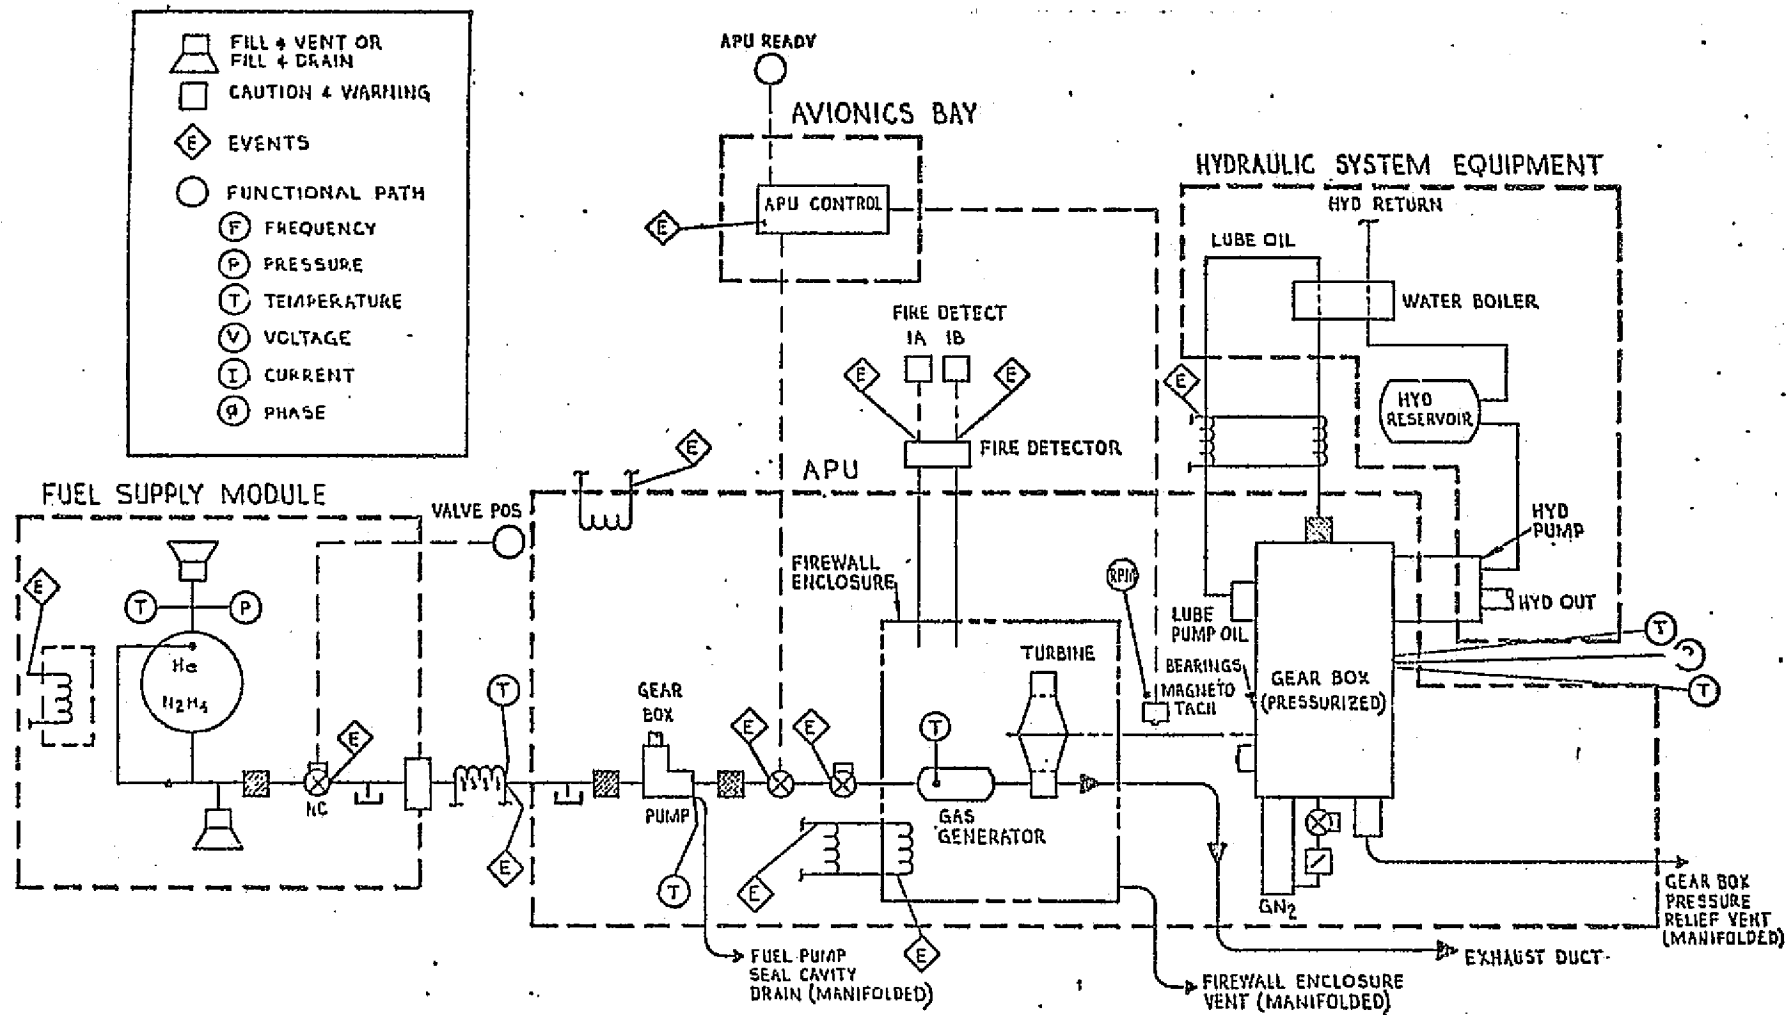 FILL & VENT OR
FILL & DRAIN
CAUTION & WARNING
E EVENTS
FUNCTIONAL PATH
F FREQUENCY
P PRESSURE
T TEMPERATURE
V VOLTAGE
I CURRENT
Ø PHASE
APU READY
AVIONICS BAY
APU CONTROL
E
HYDRAULIC SYSTEM EQUIPMENT
HYD RETURN
LUBE OIL
WATER BOILER
HYD
RESERVOIR
E
FIRE DETECT
1A 1B
E
E
FIRE DETECTOR
E
APU
FUEL SUPPLY MODULE
VALVE POS
E
T
P
He
N2H4
E
NC
T
E
GEAR
BOX
PUMP
T
E
E
FIREWALL
ENCLOSURE
T
GAS
GENERATOR
TURBINE
E
E
RPM
MAGNETO
TACH
BEARINGS
LUBE
PUMP OIL
GEAR BOX
(PRESSURIZED)
HYD
PUMP
HYD OUT
T
T
GN2
GEAR BOX
PRESSURE
RELIEF VENT
(MANIFOLDED)
EXHAUST DUCT
FIREWALL ENCLOSURE
VENT (MANIFOLDED)
FUEL PUMP
SEAL CAVITY
DRAIN (MANIFOLDED)